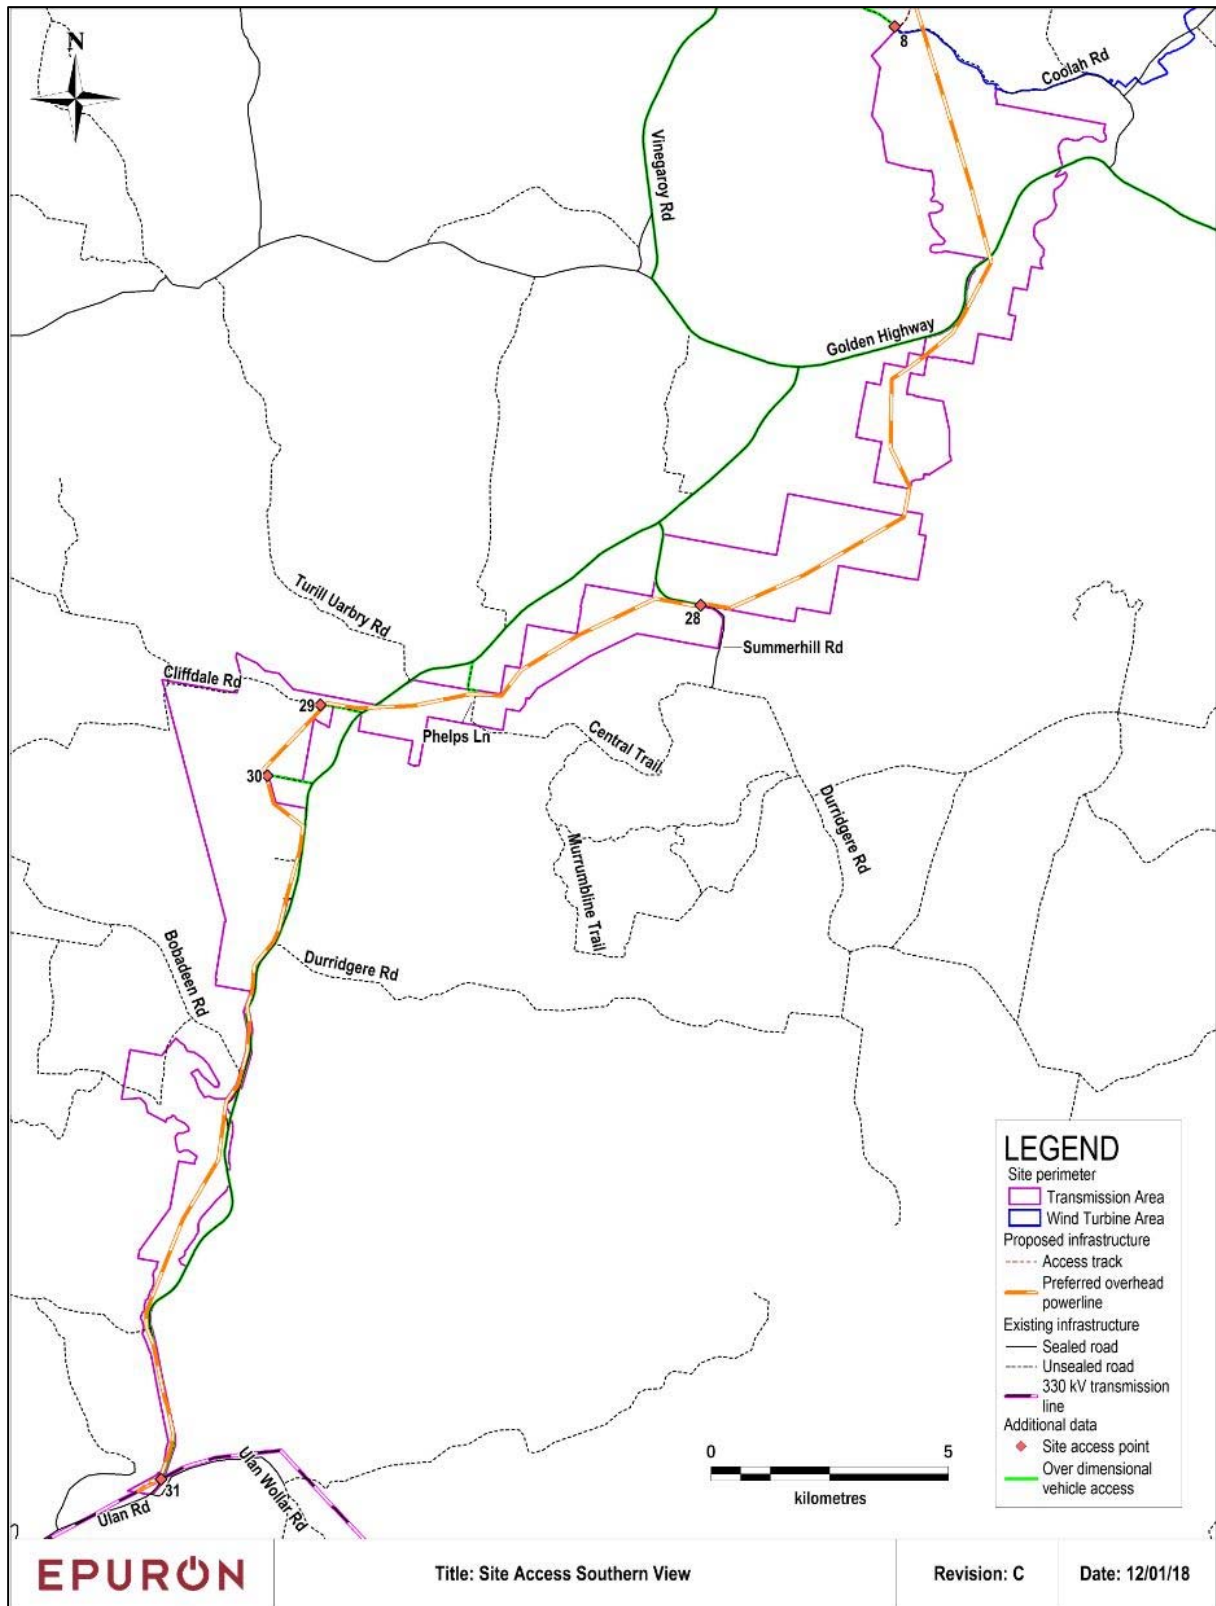 N
8
Coolah Rd
Vinegaroy Rd
Golden Highway
Turill Uarbry Rd
28
Summerhill Rd
Cliffdale Rd
29
Phelps Ln
Central Trail
30
Durridgere Rd
Murrumbline Trail
Bobadeen Rd
Durridgere Rd
LEGEND
Site perimeter
Transmission Area
Wind Turbine Area
Proposed infrastructure
Access track
Preferred overhead
powerline
Existing infrastructure
Sealed road
Unsealed road
330 kV transmission
line
Additional data
Site access point
Over dimensional
vehicle access
0 5
kilometres
Ulan Wollar Rd
31
Ulan Rd
EPURON
Title: Site Access Southern View
Revision: C
Date: 12/01/18